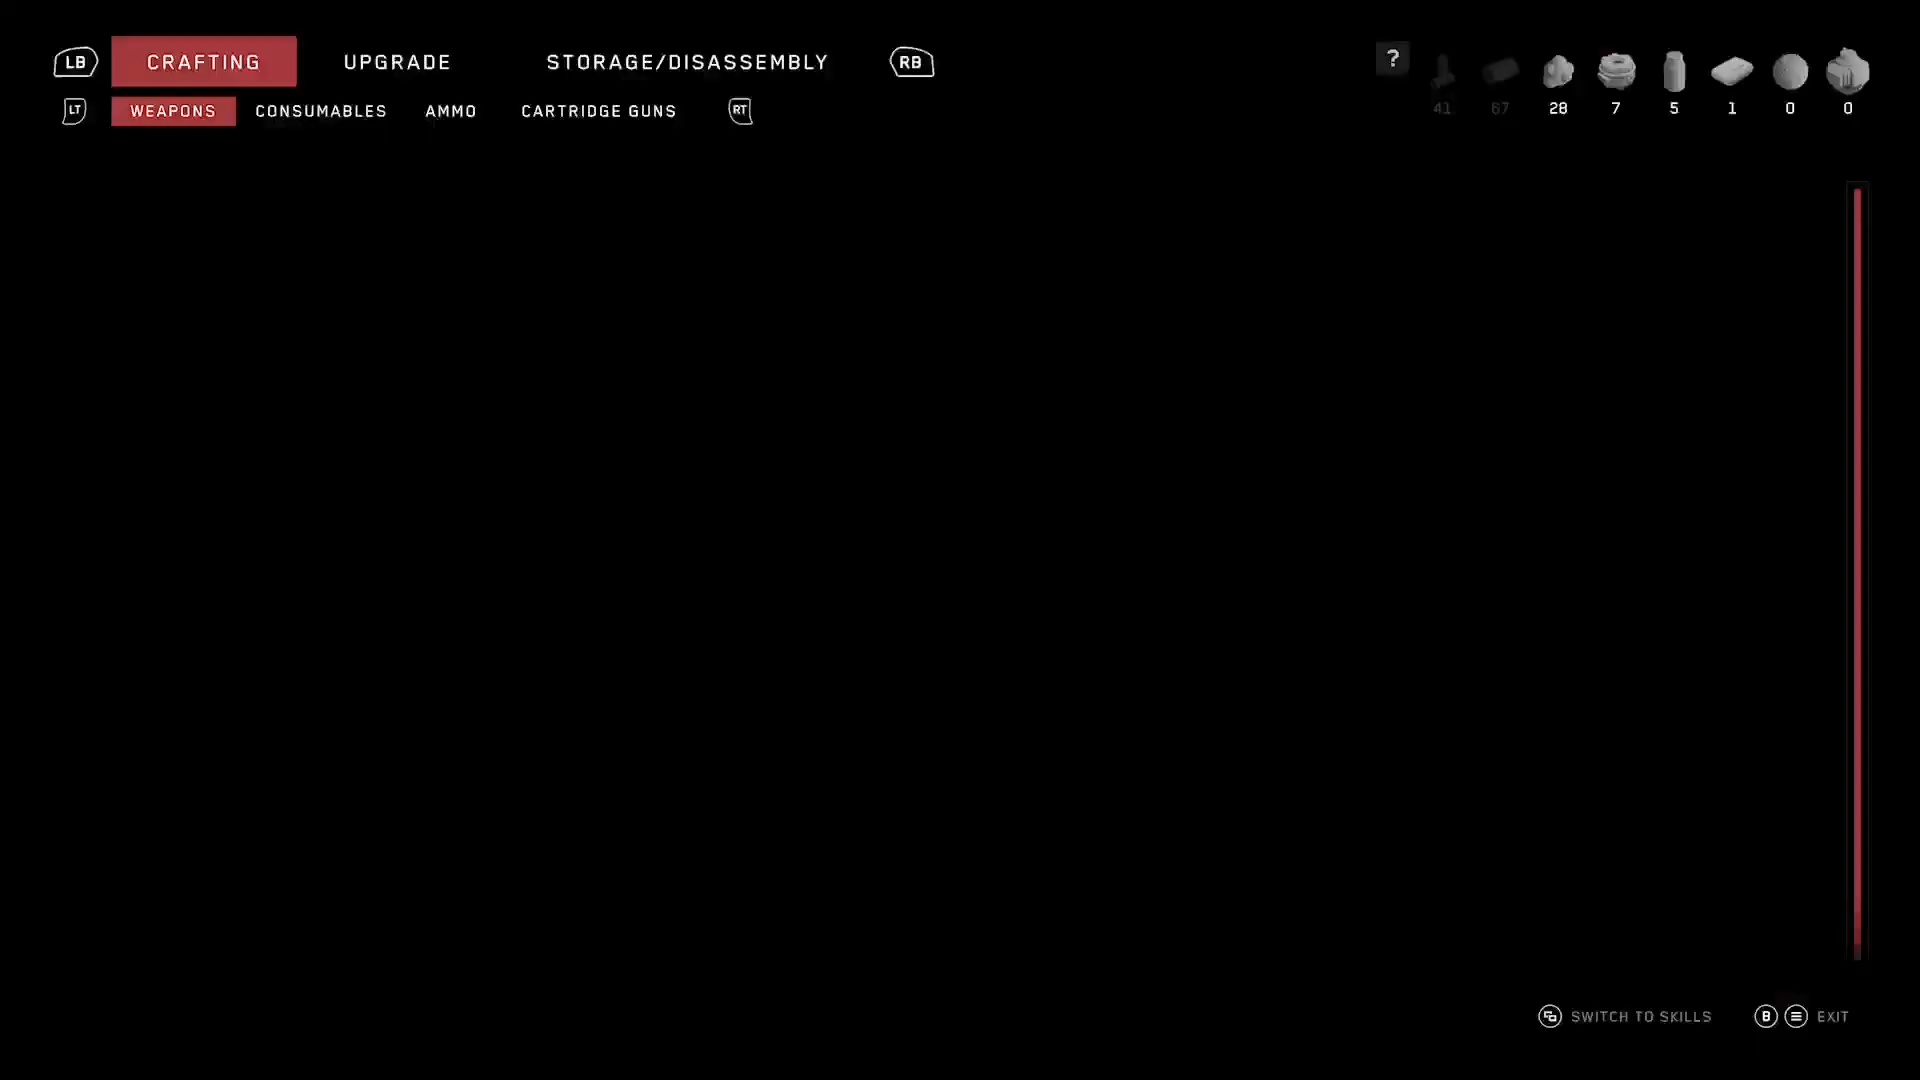 LB CRAFTING UPGRADE STORAGE/DISASSEMBLY RB ?
LT WEAPONS CONSUMABLES AMMO CARTRIDGE GUNS RT
41 67 28 7 5 1 0 0
SWITCH TO SKILLS B EXIT